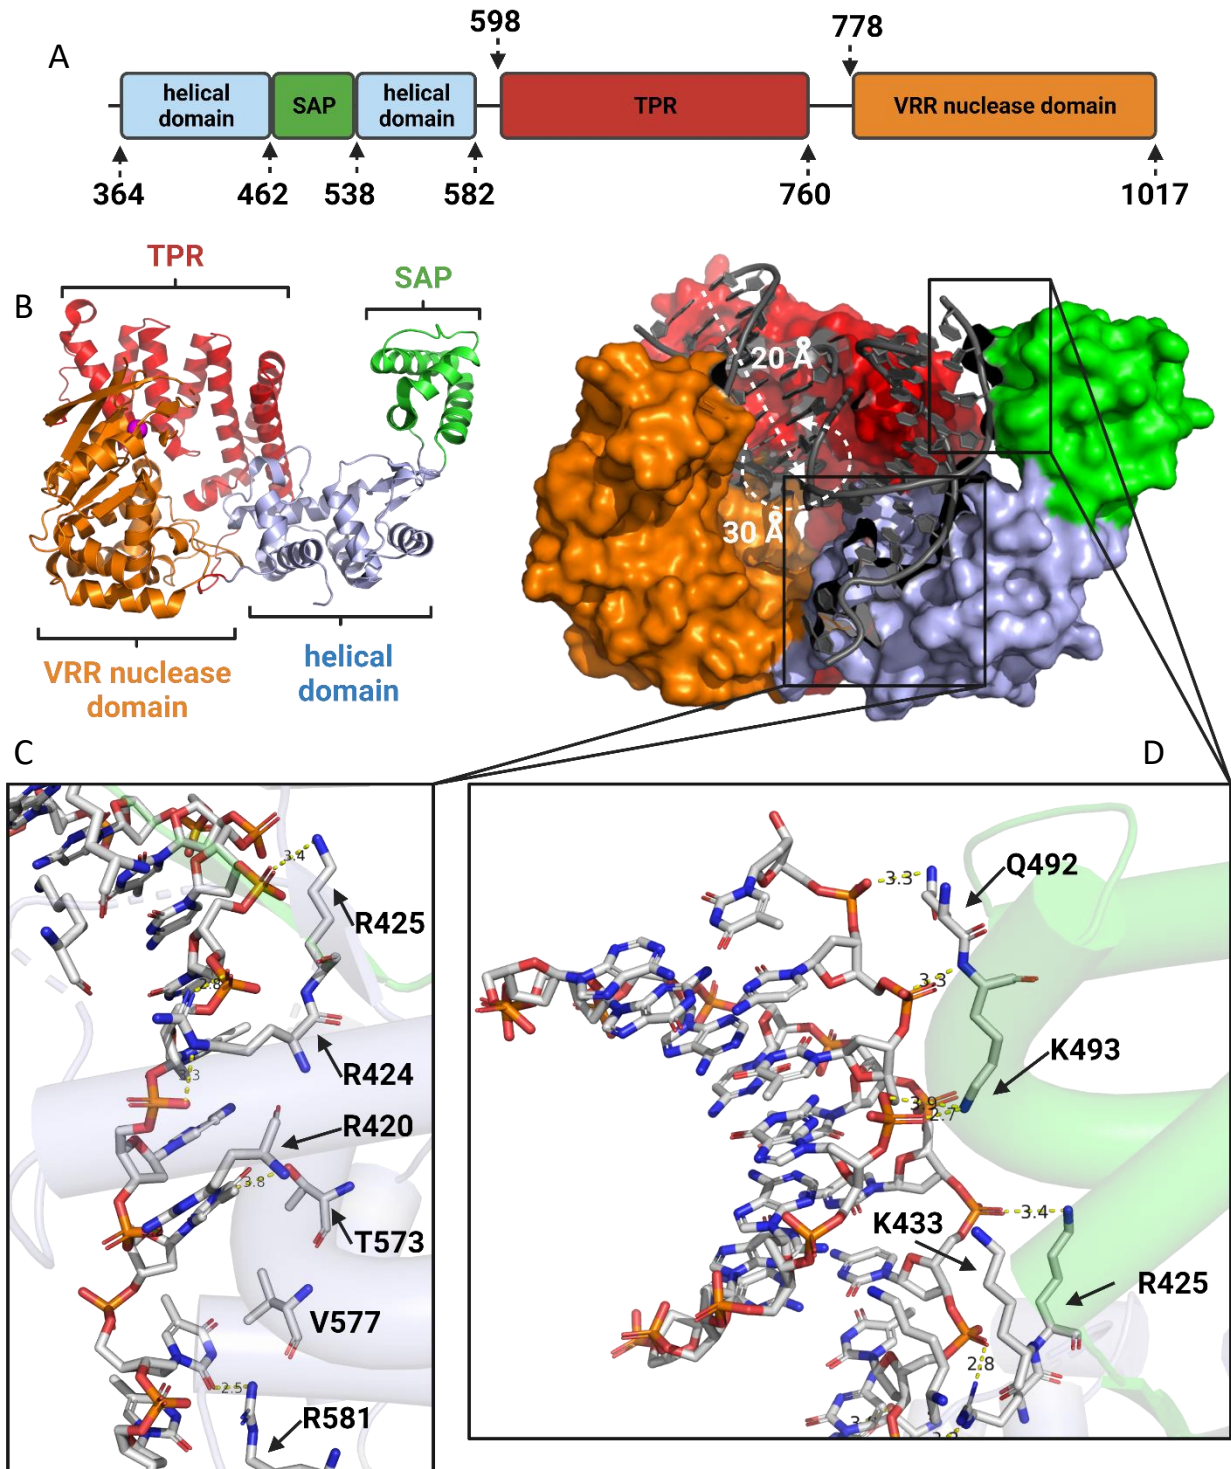 A
598
778
helical
domain
SAP
helical
domain
TPR
VRR nuclease domain
364
462
538
582
760
1017
B
TPR
SAP
VRR nuclease
domain
helical
domain
20 Å
30 Å
C
D
3.4
R425
3.8
R424
R420
3.8
T573
V577
2.5
R581
3.3
Q492
3.3
K493
3.9
2.7
K433
3.4
R425
2.8